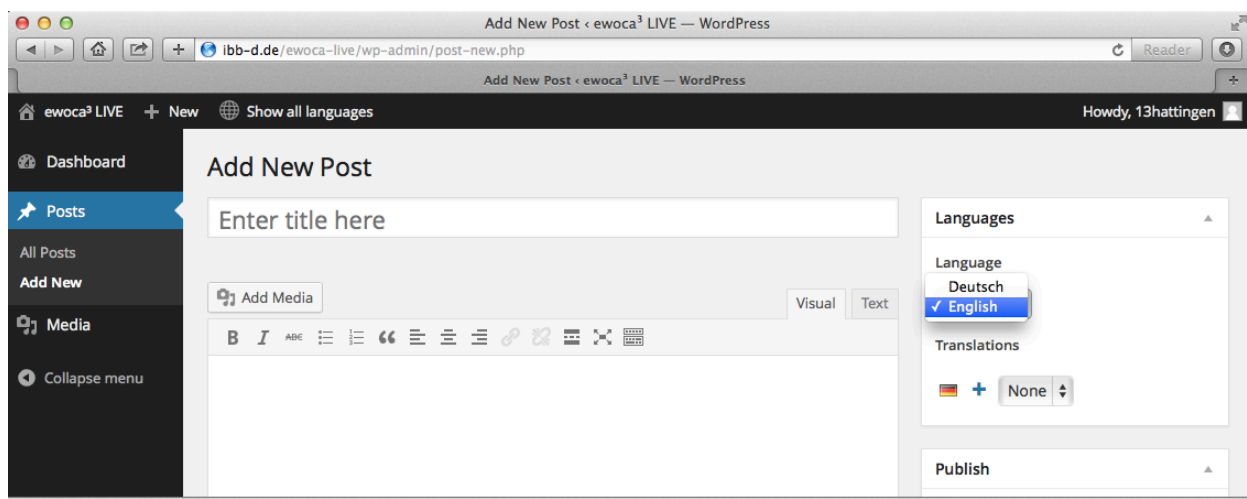 Add New Post ‹ ewoca³ LIVE — WordPress
ibb-d.de/ewoca-live/wp-admin/post-new.php
Reader
Add New Post ‹ ewoca³ LIVE — WordPress
ewoca³ LIVE + New Show all languages Howdy, 13hattingen
Dashboard
Posts
All Posts
Add New
Media
Collapse menu
Add New Post
Enter title here
Add Media
Visual Text
B I ABE
Languages
Language
Deutsch
✓ English
Translations
None
Publish